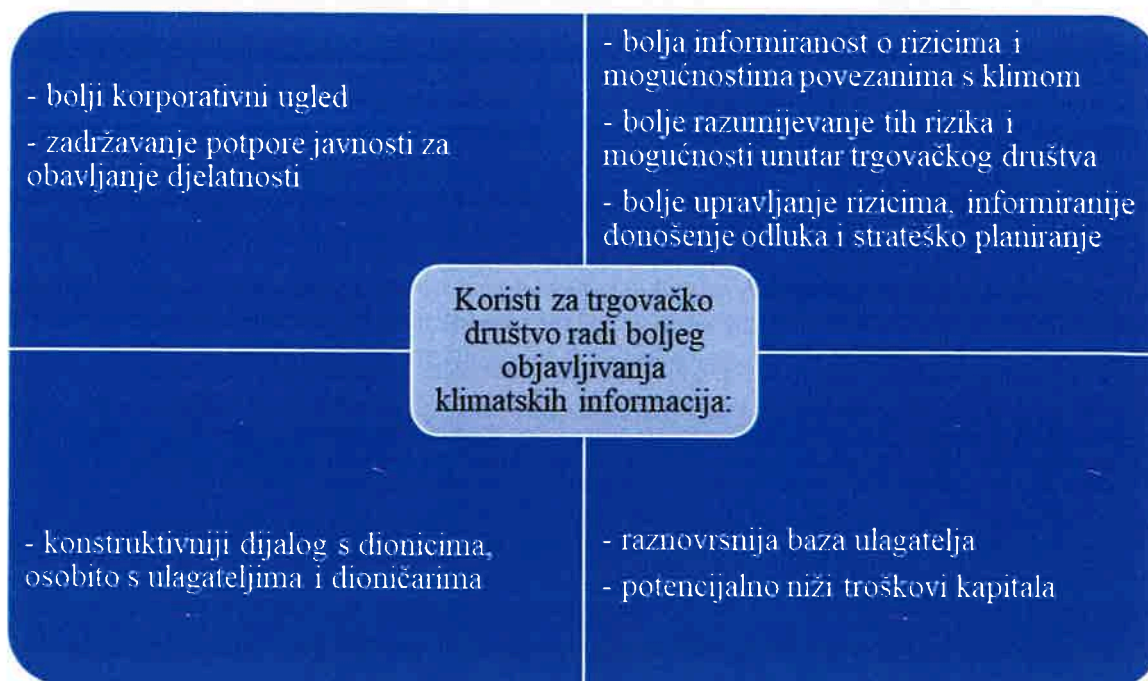 - bolji korporativni ugled
- zadržavanje potpore javnosti za
obavljanje djelatnosti
- bolja informiranost o rizicima i
mogućnostima povezanima s klimom
- bolje razumijevanje tih rizika i
mogućnosti unutar trgovačkog društva
- bolje upravljanje rizicima, informiranije
donošenje odluka i strateško planiranje
Koristi za trgovačko
društvo radi boljeg
objavljivanja
klimatskih informacija:
- konstruktivniji dijalog s dionicima,
osobito s ulagateljima i dioničarima
- raznovrsnija baza ulagatelja
- potencijalno niži troškovi kapitala